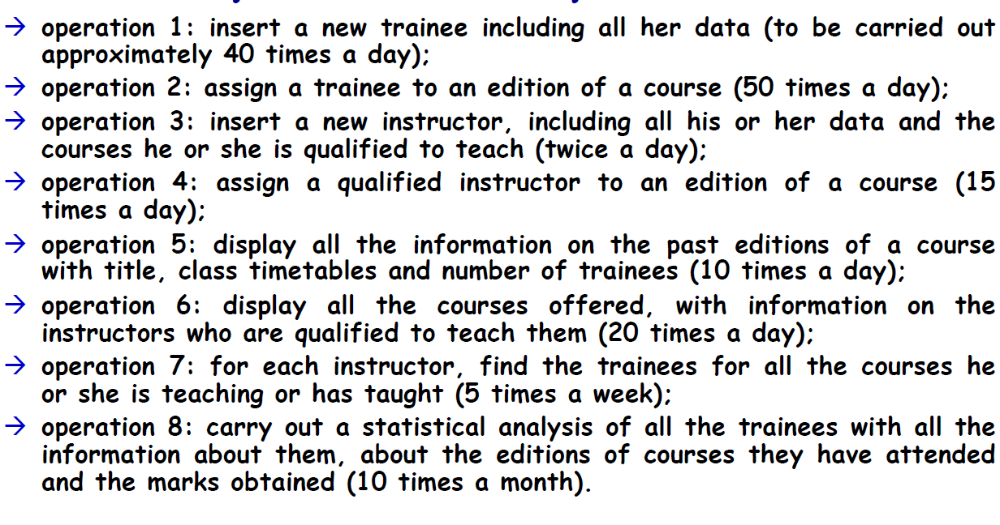 → operation 1: insert a new trainee including all her data (to be carried out
approximately 40 times a day);
→ operation 2: assign a trainee to an edition of a course (50 times a day);
→ operation 3: insert a new instructor, including all his or her data and the
courses he or she is qualified to teach (twice a day);
→ operation 4: assign a qualified instructor to an edition of a course (15
times a day);
→ operation 5: display all the information on the past editions of a course
with title, class timetables and number of trainees (10 times a day);
→ operation 6: display all the courses offered, with information on the
instructors who are qualified to teach them (20 times a day);
→ operation 7: for each instructor, find the trainees for all the courses he
or she is teaching or has taught (5 times a week);
→ operation 8: carry out a statistical analysis of all the trainees with all the
information about them, about the editions of courses they have attended
and the marks obtained (10 times a month).